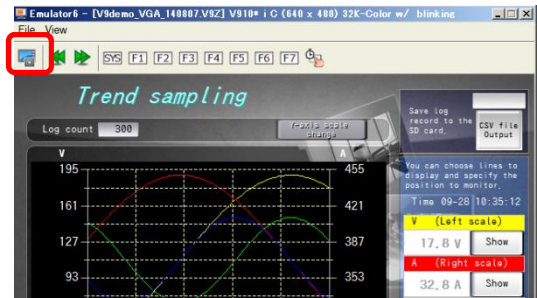 Emulator6 - [V9demo_VGA_140807.V9Z] V910* i C (640 x 480) 32K-Color w/ blinking
File View
SYS F1 F2 F3 F4 F5 F6 F7
Trend sampling
Log count 300
Y-axis scale
change
Save log
record to the
SD card.
CSV file
Output
V
A
195
455
161
421
127
387
93
353
You can choose lines to
display and specify the
position to monitor.
Time 09-28 10:35:12
V (Left
scale)
17.8 V Show
A (Right
scale)
32.8 A Show